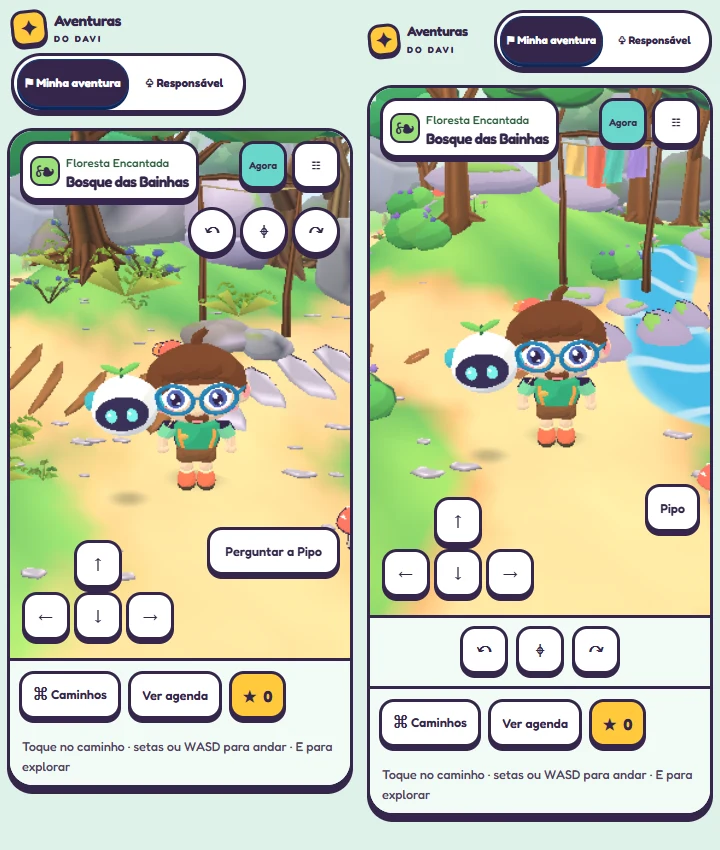 Aventuras
DO DAVI
Minha aventura
Responsável
Floresta Encantada
Bosque das Bainhas
Agora
Perguntar a Pipo
↑
← ↓ →
⌘ Caminhos
Ver agenda
★ 0
Toque no caminho · setas ou WASD para andar · E para
explorar
Aventuras
DO DAVI
Minha aventura
Responsável
Floresta Encantada
Bosque das Bainhas
Agora
Pipo
↑
← ↓ →
⌘ Caminhos
Ver agenda
★ 0
Toque no caminho · setas ou WASD para andar · E para
explorar